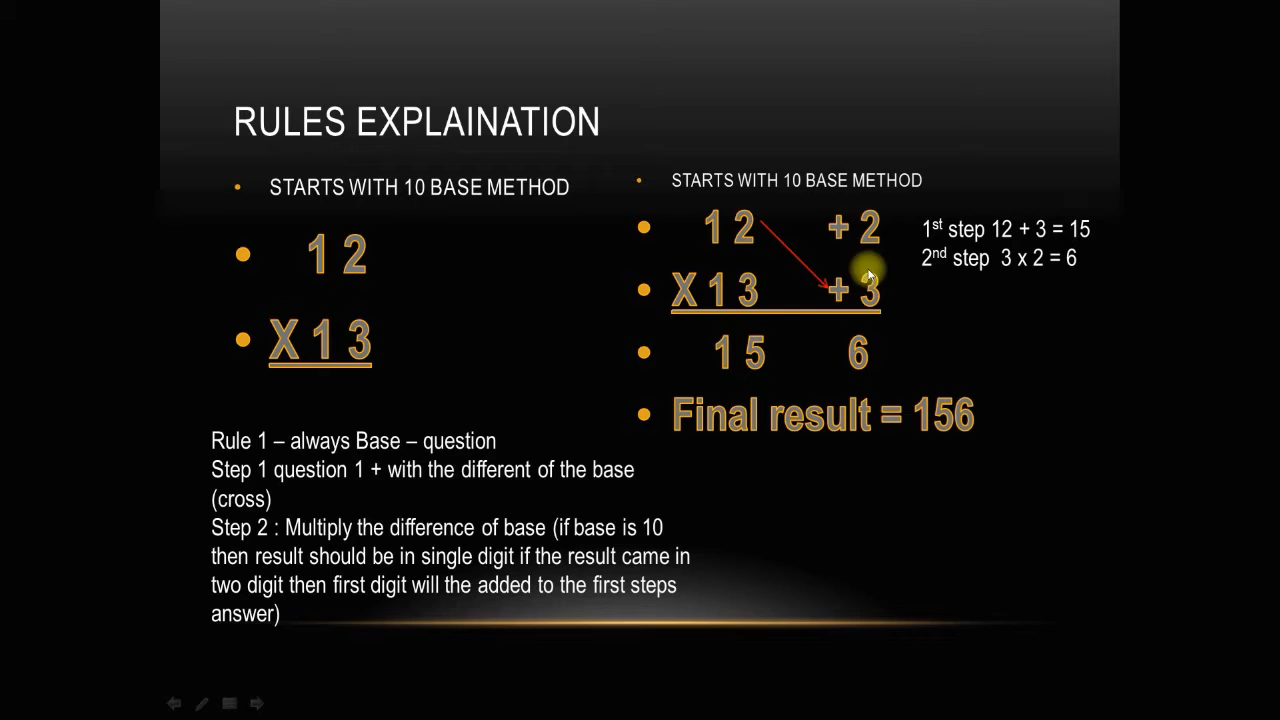 RULES EXPLAINATION
• STARTS WITH 10 BASE METHOD
• 1 2
• X 1 3
Rule 1 – always Base – question
Step 1 question 1 + with the different of the base
(cross)
Step 2 : Multiply the difference of base (if base is 10
then result should be in single digit if the result came in
two digit then first digit will the added to the first steps
answer)
• STARTS WITH 10 BASE METHOD
• 1 2 + 2
• X 1 3 + 3
• 1 5 6
• Final result = 156
1st step 12 + 3 = 15
2nd step 3 x 2 = 6